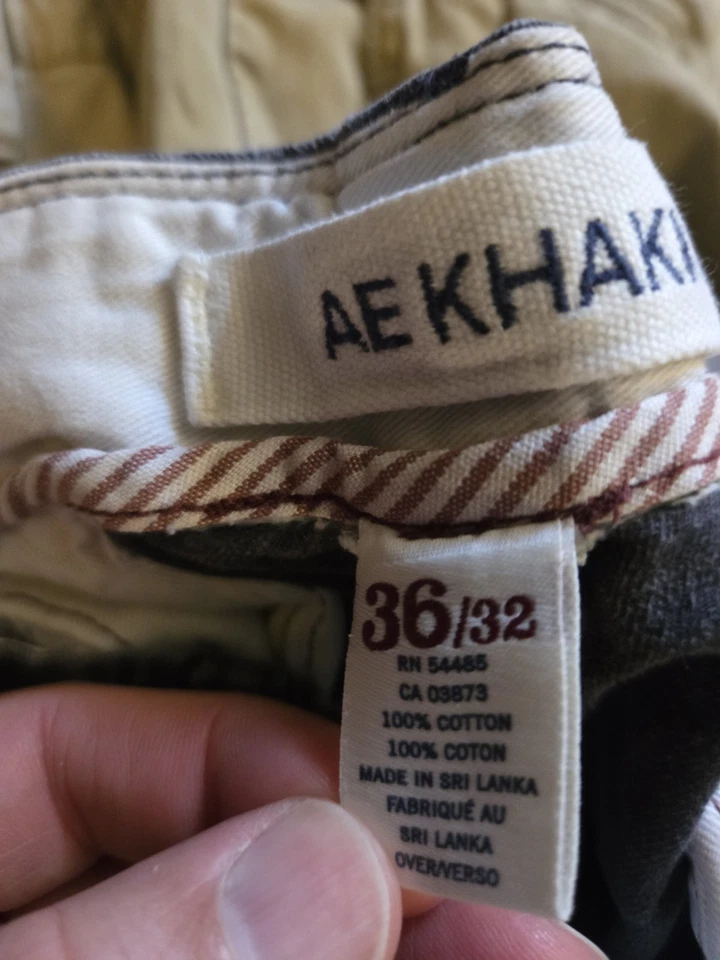 AE KHAKI
36/32
RN 54485
CA 03873
100% COTTON
100% COTON
MADE IN SRI LANKA
FABRIQUÉ AU
SRI LANKA
OVER/VERSO